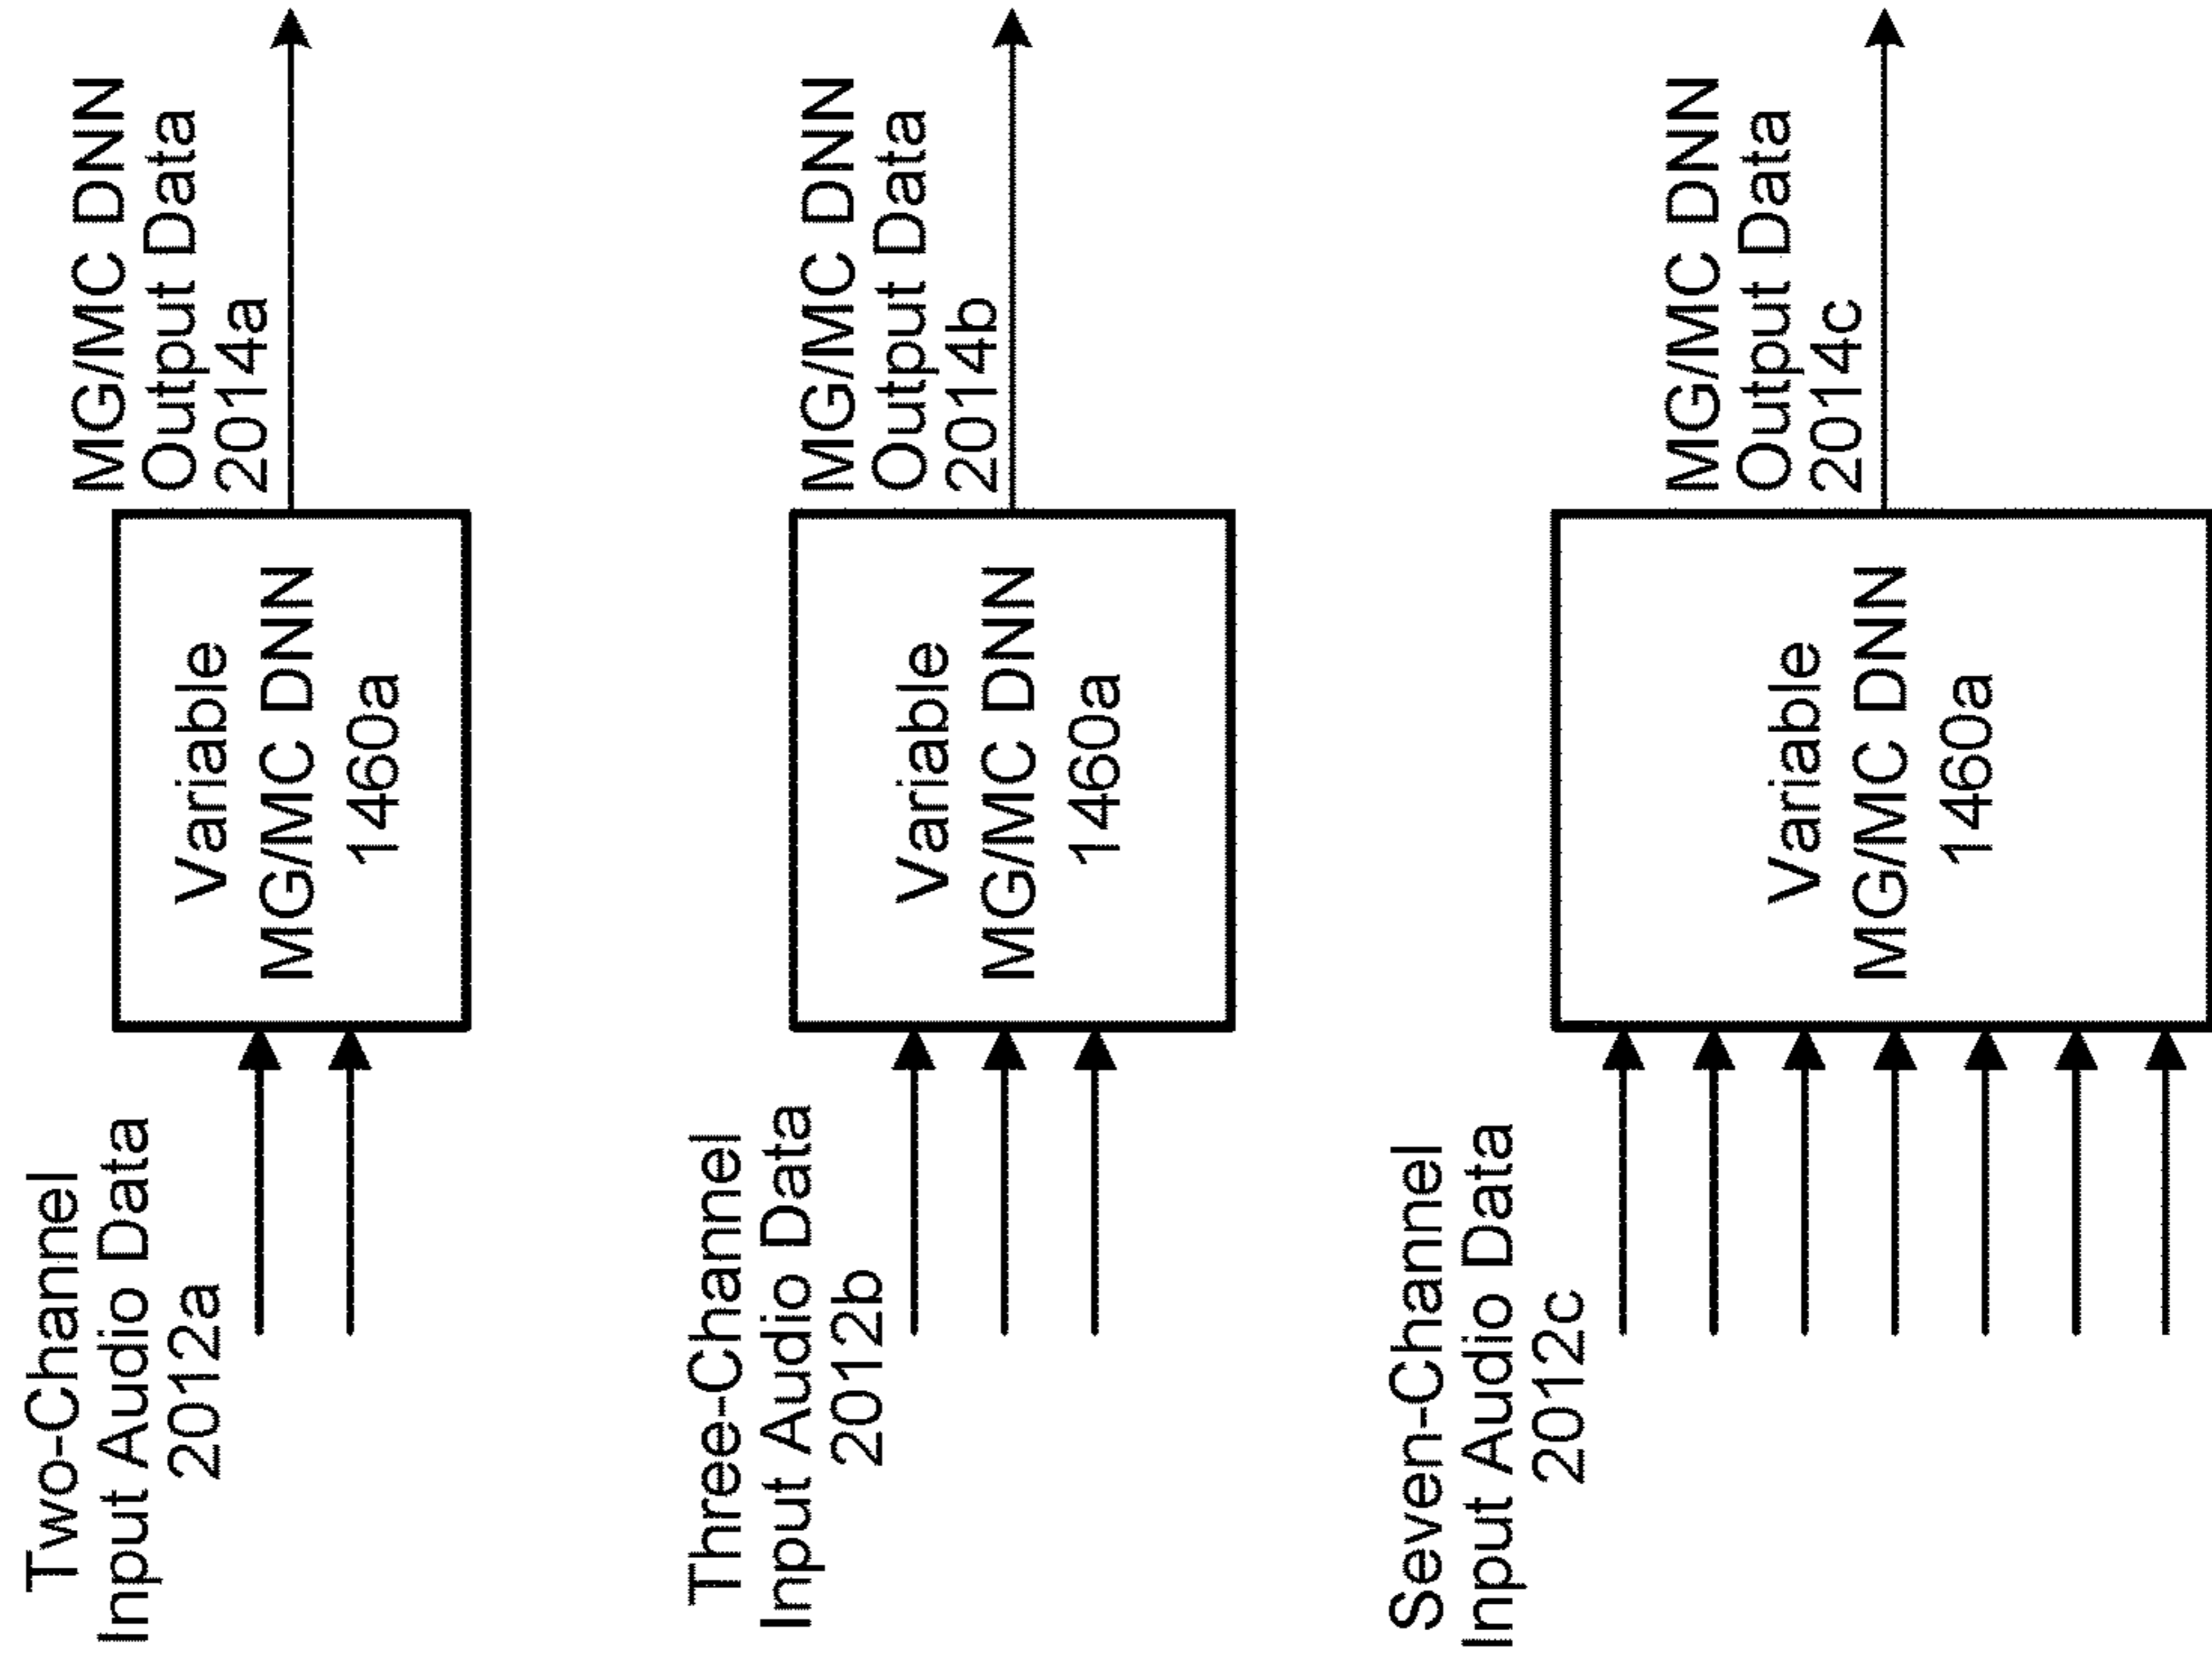 Two-Channel
Input Audio Data
2012a
Variable
MG/MC DNN
1460a
MG/MC DNN
Output Data
2014a
Three-Channel
Input Audio Data
2012b
Variable
MG/MC DNN
1460a
MG/MC DNN
Output Data
2014b
Seven-Channel
Input Audio Data
2012c
Variable
MG/MC DNN
1460a
MG/MC DNN
Output Data
2014c